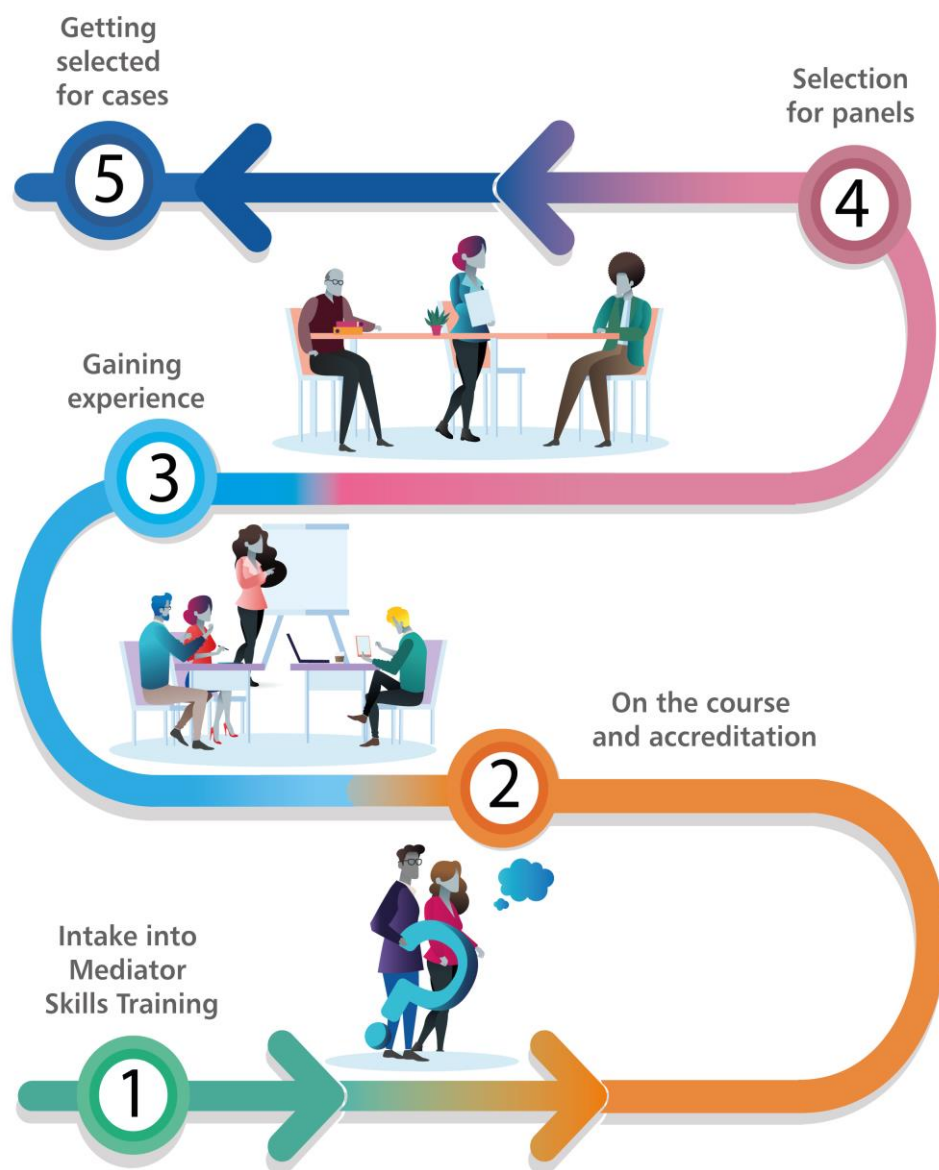 Getting
selected
for cases
5
Selection
for panels
4
Gaining
experience
3
On the course
and accreditation
2
Intake into
Mediator
Skills Training
1